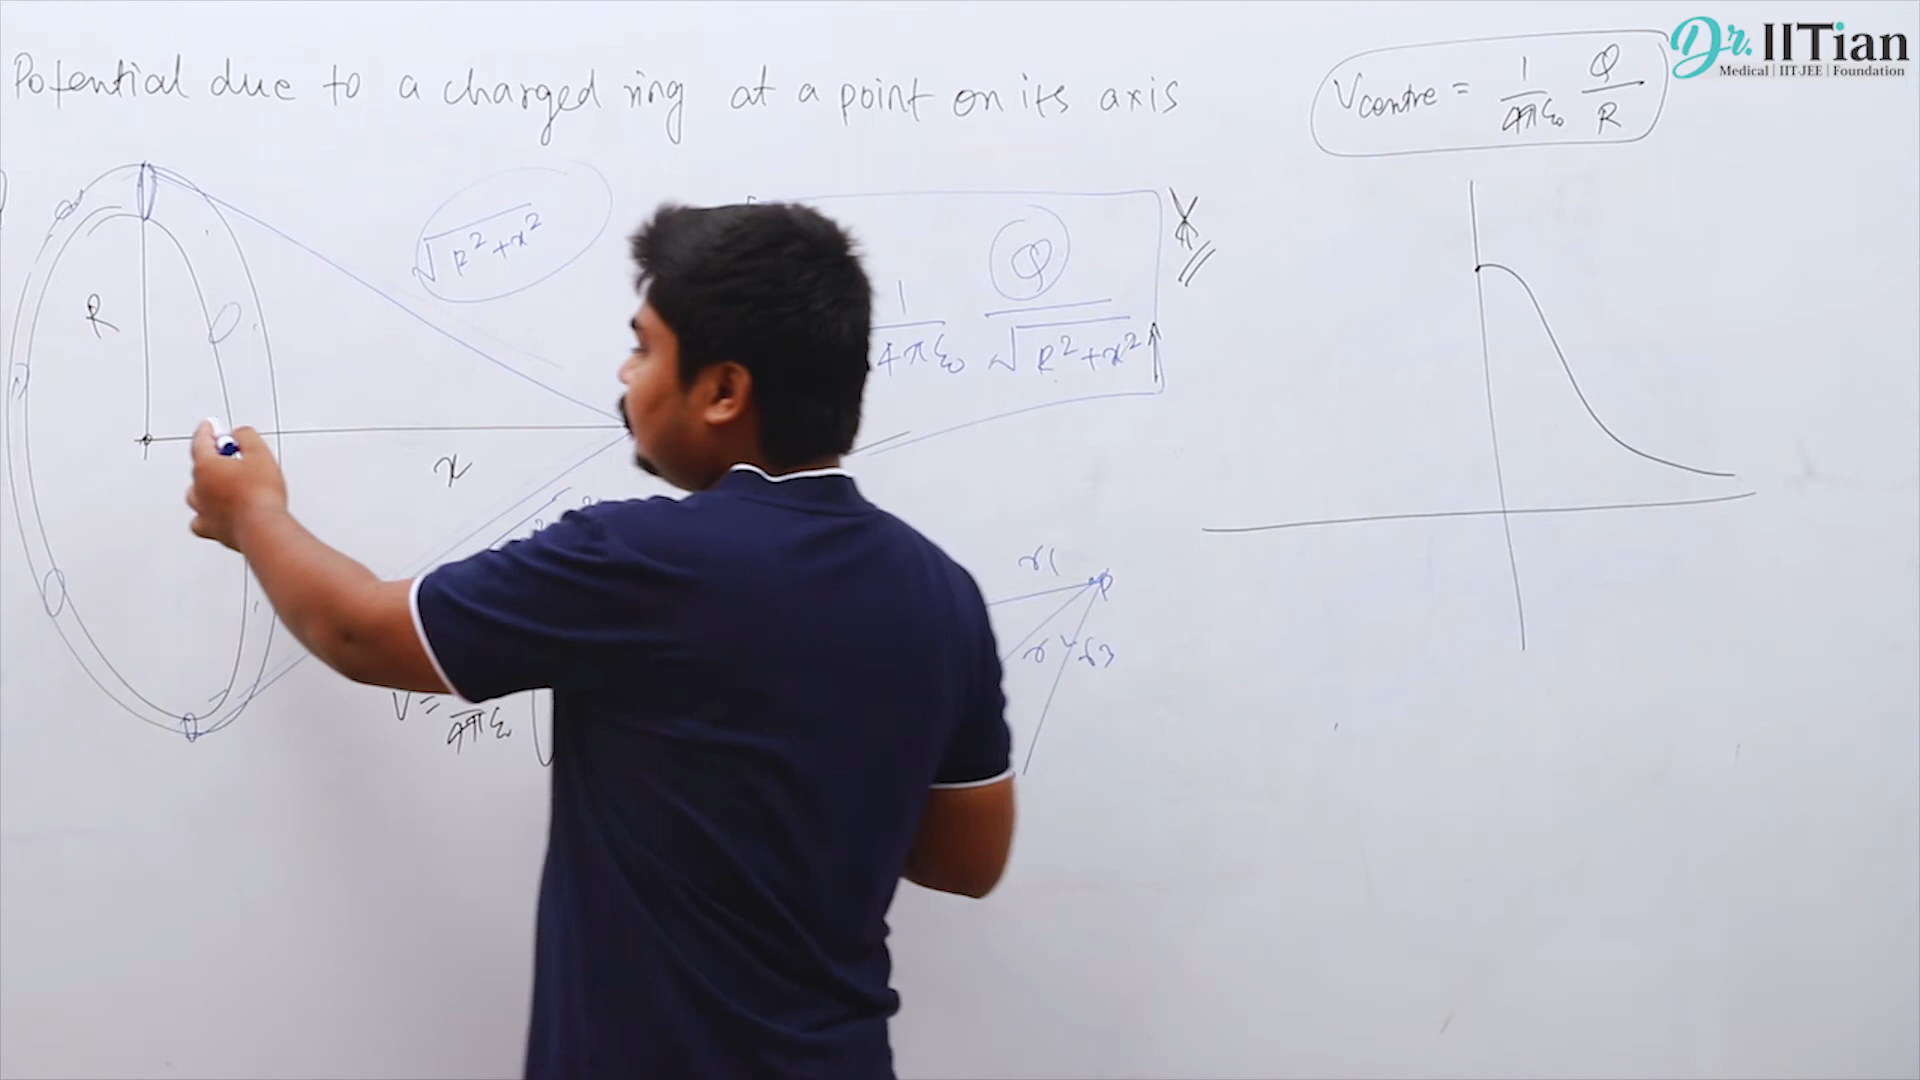 Potential due to a charged ring at a point on its axis
Vcentre = 1/4πε₀ Q/R
Dr. IITian
Medical | IIT-JEE | Foundation
√R²+x²
1/4πε₀ Q/√R²+x²
R
x
r1
r2 r3
V = /4πε₀